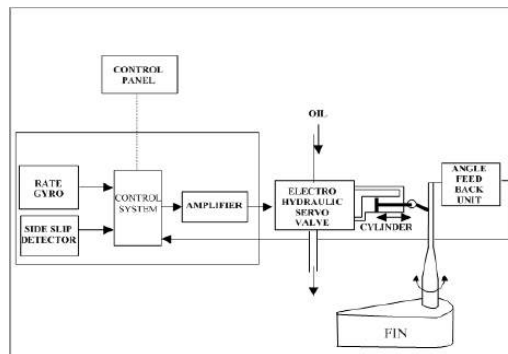 CONTROL
PANEL
OIL
RATE
GYRO
CONTROL
SYSTEM
AMPLIFIER
ELECTRO
HYDRAULIC
SERVO
VALVE
ANGLE
FEED
BACK
UNIT
SIDE SLIP
DETECTOR
CYLINDER
FIN